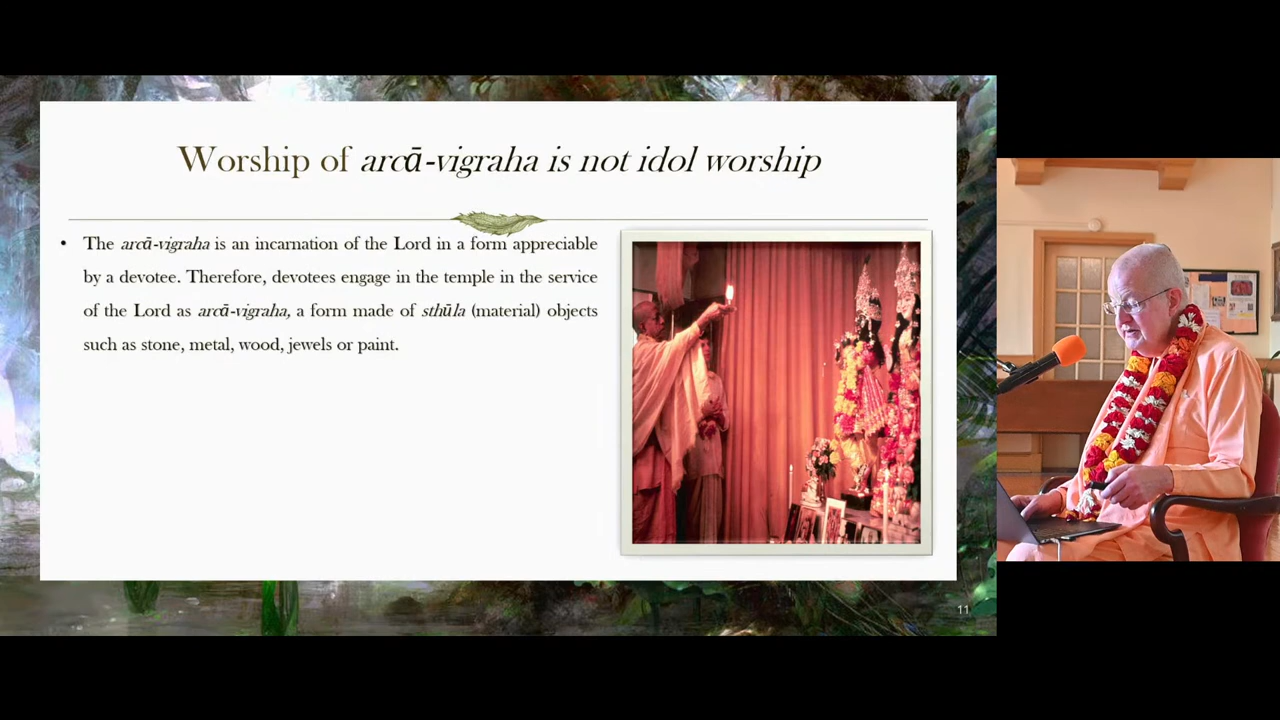 Worship of arcā-vigraha is not idol worship
• The arcā-vigraha is an incarnation of the Lord in a form appreciable
by a devotee. Therefore, devotees engage in the temple in the service
of the Lord as arcā-vigraha, a form made of sthūla (material) objects
such as stone, metal, wood, jewels or paint.
11